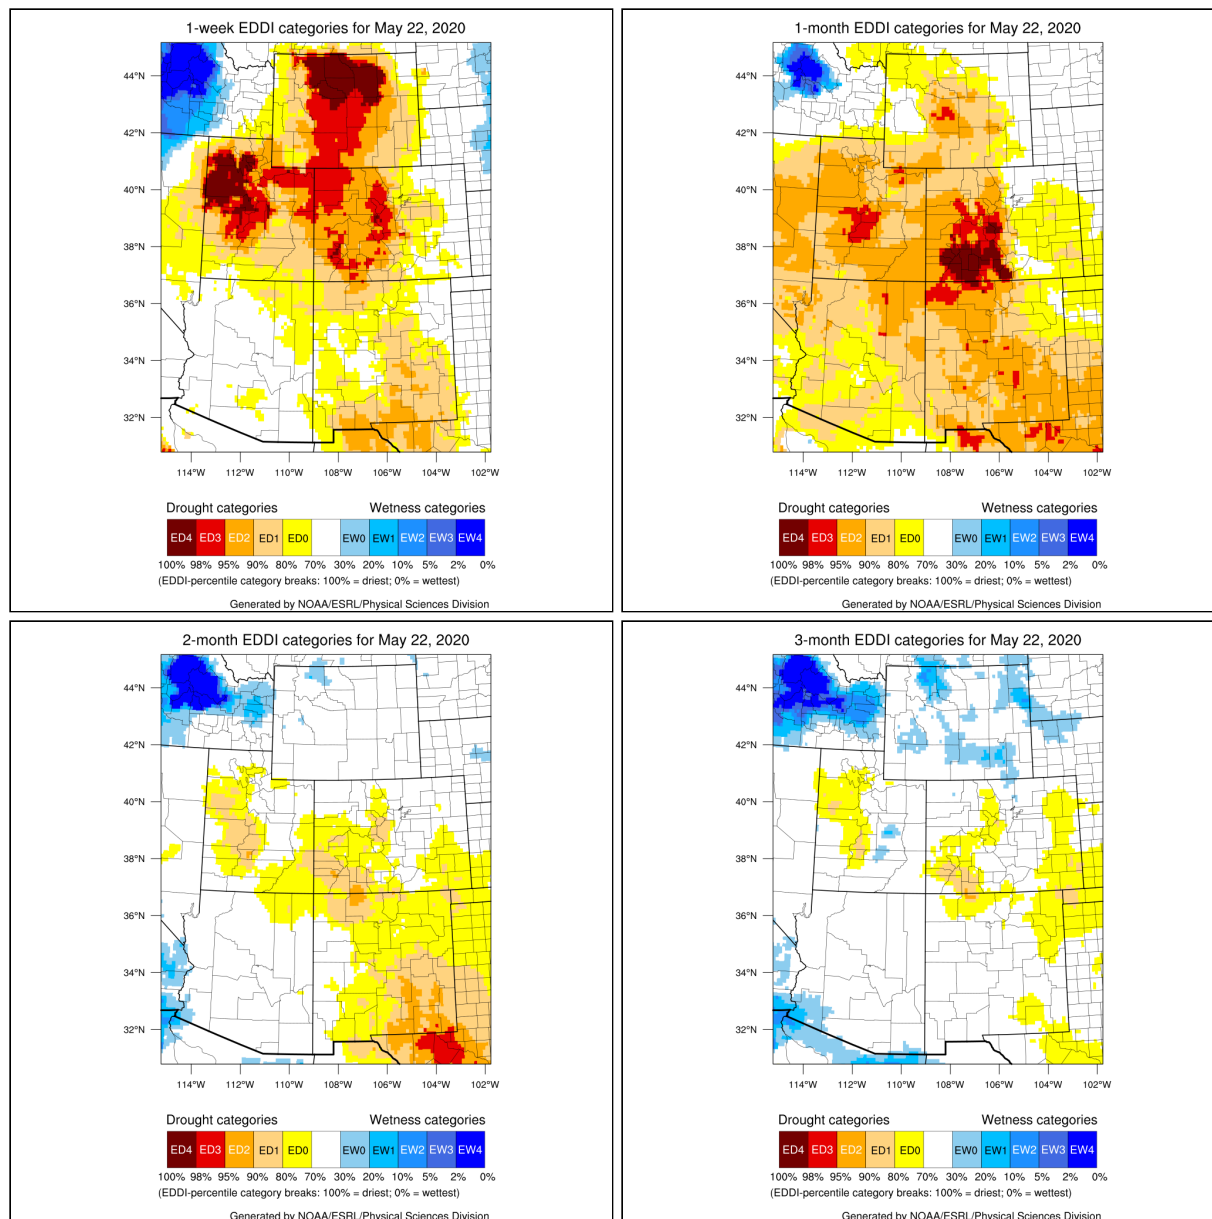 1-week EDDI categories for May 22, 2020
44°N
42°N
40°N
38°N
36°N
34°N
32°N
114°W 112°W 110°W 108°W 106°W 104°W 102°W
Drought categories Wetness categories
ED4 ED3 ED2 ED1 ED0 EW0 EW1 EW2 EW3 EW4
100% 98% 95% 90% 80% 70% 30% 20% 10% 5% 2% 0%
(EDDI-percentile category breaks: 100% = driest; 0% = wettest)
Generated by NOAA/ESRL/Physical Sciences Division
1-month EDDI categories for May 22, 2020
44°N
42°N
40°N
38°N
36°N
34°N
32°N
114°W 112°W 110°W 108°W 106°W 104°W 102°W
Drought categories Wetness categories
ED4 ED3 ED2 ED1 ED0 EW0 EW1 EW2 EW3 EW4
100% 98% 95% 90% 80% 70% 30% 20% 10% 5% 2% 0%
(EDDI-percentile category breaks: 100% = driest; 0% = wettest)
Generated by NOAA/ESRL/Physical Sciences Division
2-month EDDI categories for May 22, 2020
44°N
42°N
40°N
38°N
36°N
34°N
32°N
114°W 112°W 110°W 108°W 106°W 104°W 102°W
Drought categories Wetness categories
ED4 ED3 ED2 ED1 ED0 EW0 EW1 EW2 EW3 EW4
100% 98% 95% 90% 80% 70% 30% 20% 10% 5% 2% 0%
(EDDI-percentile category breaks: 100% = driest; 0% = wettest)
Generated by NOAA/ESRL/Physical Sciences Division
3-month EDDI categories for May 22, 2020
44°N
42°N
40°N
38°N
36°N
34°N
32°N
114°W 112°W 110°W 108°W 106°W 104°W 102°W
Drought categories Wetness categories
ED4 ED3 ED2 ED1 ED0 EW0 EW1 EW2 EW3 EW4
100% 98% 95% 90% 80% 70% 30% 20% 10% 5% 2% 0%
(EDDI-percentile category breaks: 100% = driest; 0% = wettest)
Generated by NOAA/ESRL/Physical Sciences Division